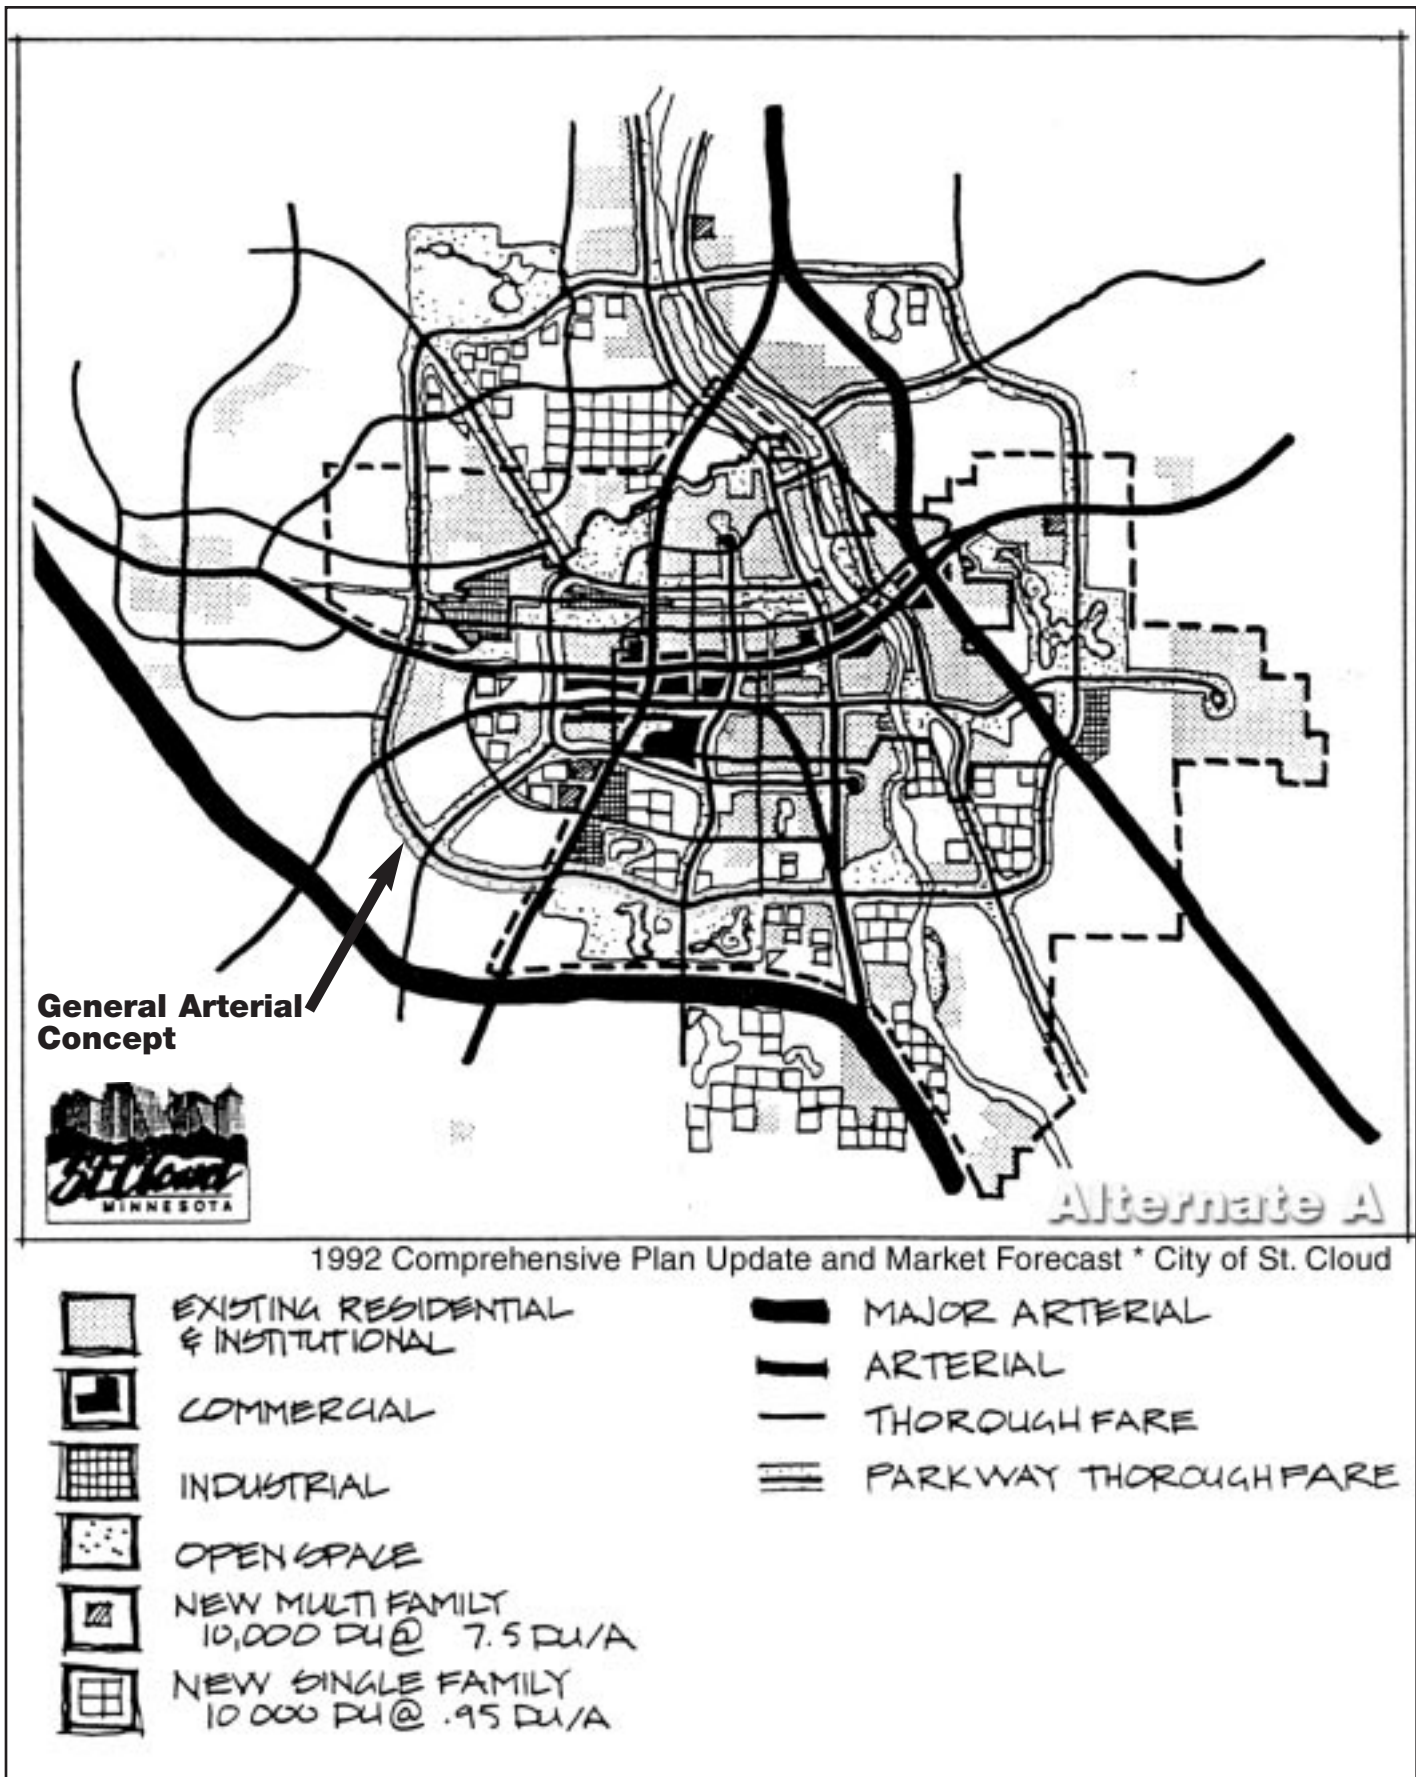 General Arterial
Concept
St. Cloud
MINNESOTA
Alternate A
1992 Comprehensive Plan Update and Market Forecast * City of St. Cloud
EXISTING RESIDENTIAL
& INSTITUTIONAL
COMMERCIAL
INDUSTRIAL
OPEN SPACE
NEW MULTI FAMILY
10,000 DU@ 7.5 DU/A
NEW SINGLE FAMILY
10 000 DU@ .95 DU/A
MAJOR ARTERIAL
ARTERIAL
THOROUGHFARE
PARKWAY THOROUGHFARE